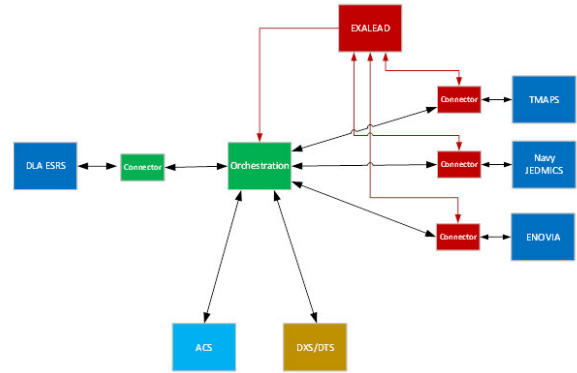 EXALEAD
Connector
TMAPS
DLA ESRS
Connector
Orchestration
Connector
Navy
JEDMICS
Connector
ENOVIA
ACS
DXS/DTS